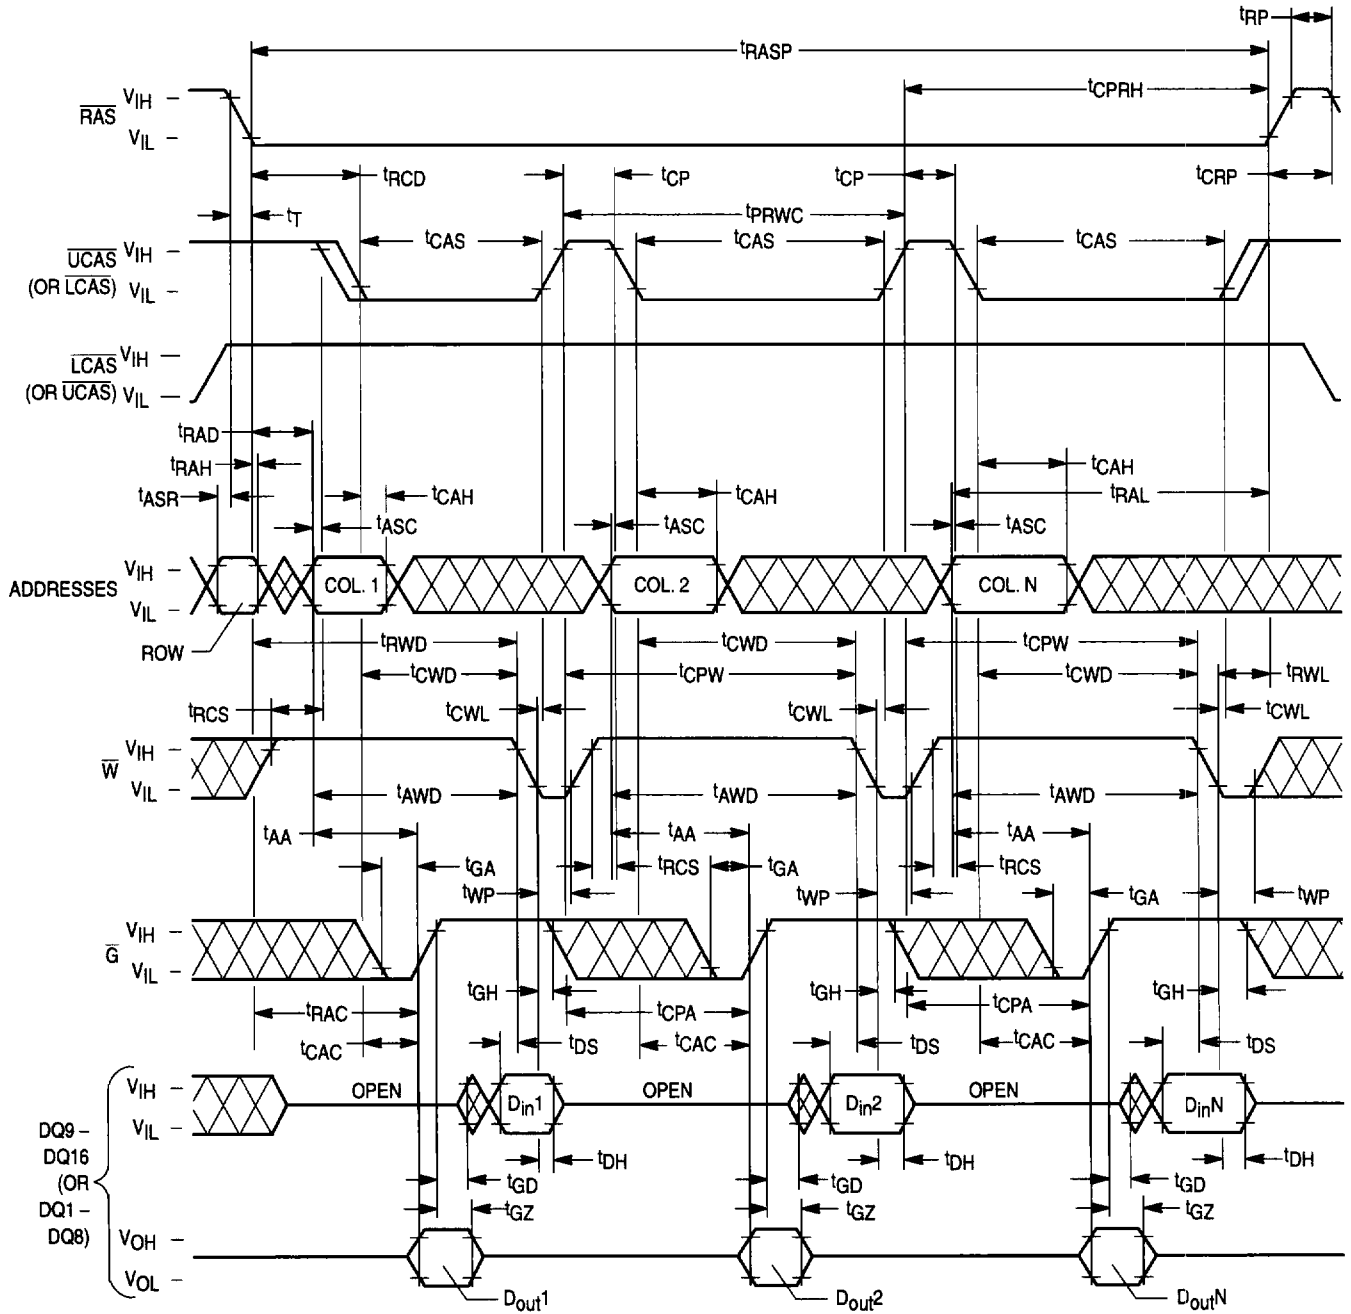 tRP
tRASP
tCPRH
RAS VIH
VIL
tRCD tCP tCP tCRP
tT tPRWC
UCAS VIH tCAS tCAS tCAS
(OR LCAS) VIL
LCAS VIH
(OR UCAS) VIL
tRAD
tRAH tCAH
tASR tCAH tCAH tRAL
tASC tASC tASC
ADDRESSES VIH COL. 1 COL. 2 COL. N
VIL
ROW tRWD tCWD tCPW
tCWD tCPW tCWD tRWL
tRCS tCWL tCWL tCWL
W VIH
VIL tAWD tAWD tAWD
tAA tAA tAA
tGA tRCS tGA tRCS tGA
tWP tWP tWP
G VIH
VIL
tGH tGH tGH
tRAC tCPA tCPA
tCAC tDS tCAC tDS tCAC tDS
VIH OPEN Din1 OPEN Din2 OPEN DinN
VIL
DQ9 –
DQ16 tDH tDH tDH
(OR tGD tGD tGD
DQ1 – tGZ tGZ tGZ
DQ8) VOH
VOL
Dout1 Dout2 DoutN